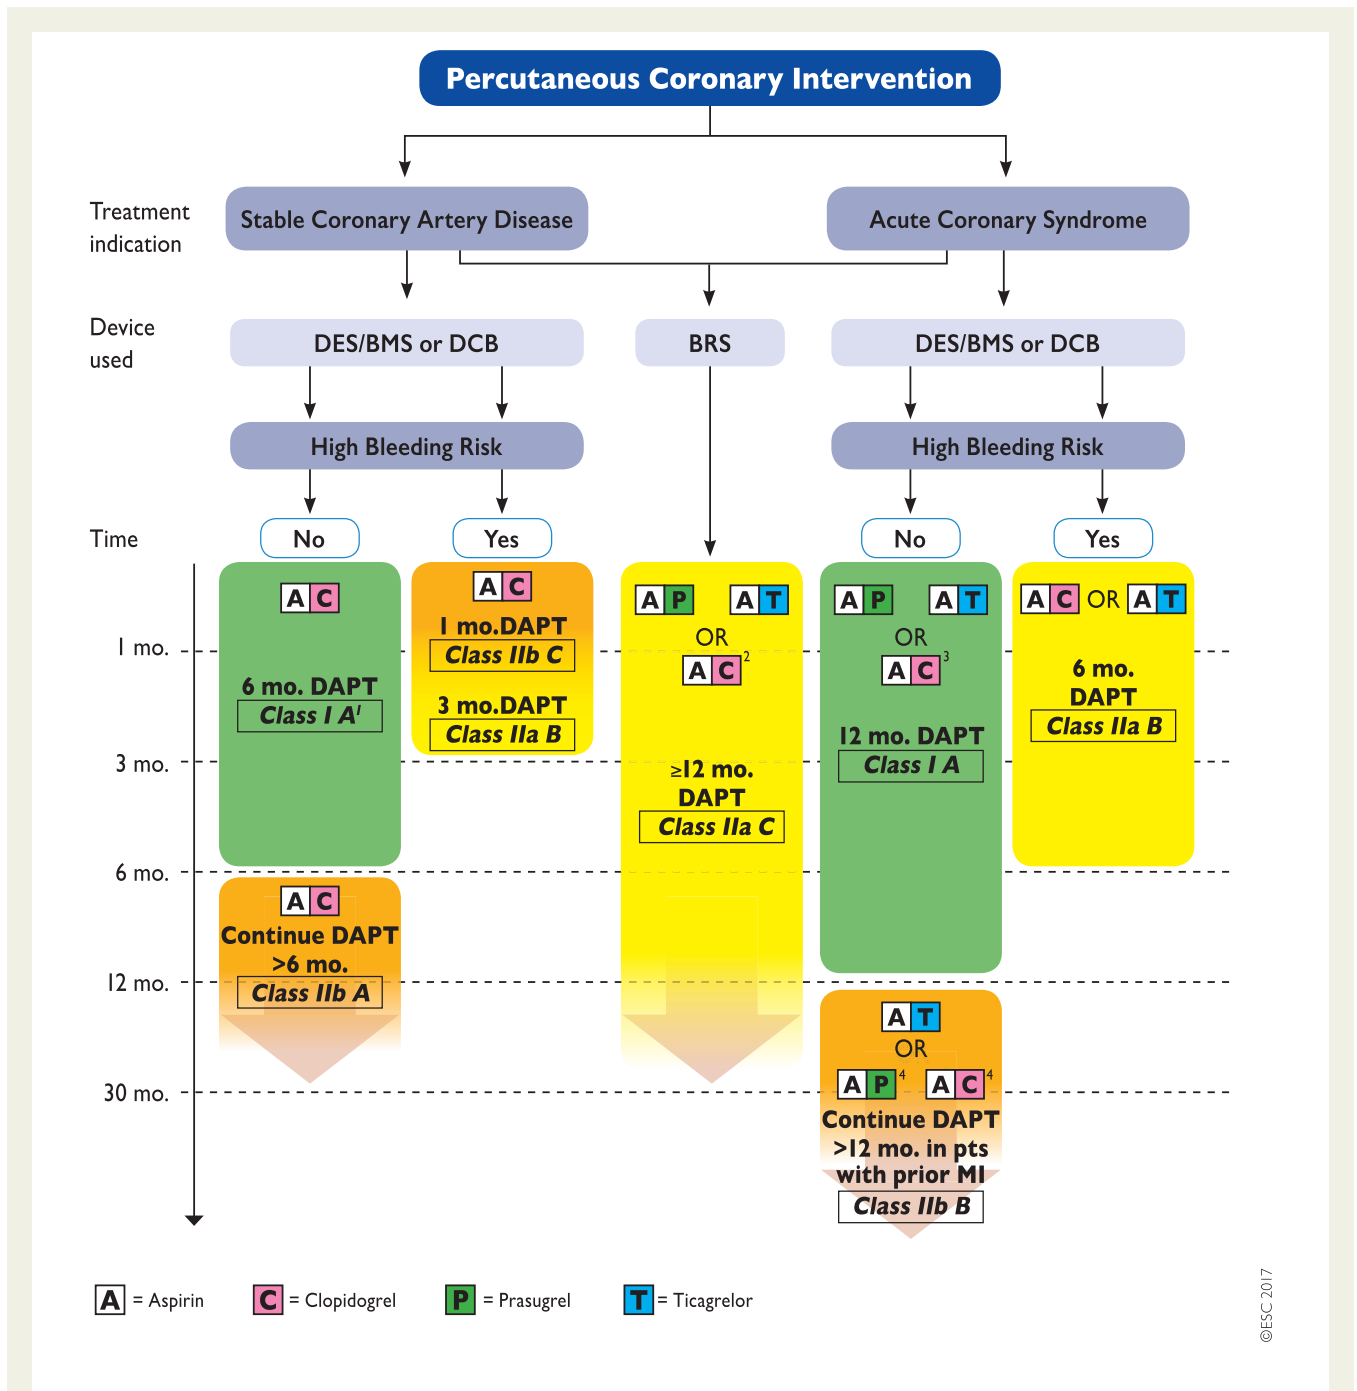 Percutaneous Coronary Intervention
Treatment
indication
Stable Coronary Artery Disease
Acute Coronary Syndrome
Device
used
DES/BMS or DCB
BRS
DES/BMS or DCB
High Bleeding Risk
High Bleeding Risk
Time
No
Yes
No
Yes
1 mo.
3 mo.
6 mo.
12 mo.
30 mo.
A C
6 mo. DAPT
Class I A1
A C
Continue DAPT
>6 mo.
Class IIb A
A C
1 mo.DAPT
Class IIb C
3 mo.DAPT
Class IIa B
A P A T
OR
A C 2
≥12 mo.
DAPT
Class IIa C
A P A T
OR
A C 3
12 mo. DAPT
Class I A
A T
OR
A P 4 A C 4
Continue DAPT
>12 mo. in pts
with prior MI
Class IIb B
A C OR A T
6 mo.
DAPT
Class IIa B
A = Aspirin C = Clopidogrel P = Prasugrel T = Ticagrelor
©ESC 2017